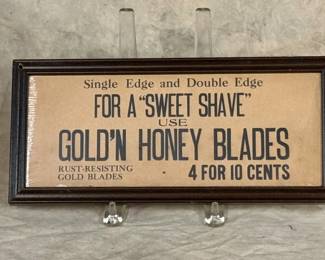 Single Edge and Double Edge
FOR A "SWEET SHAVE"
USE
GOLD'N HONEY BLADES
RUST-RESISTING
GOLD BLADES
4 FOR 10 CENTS